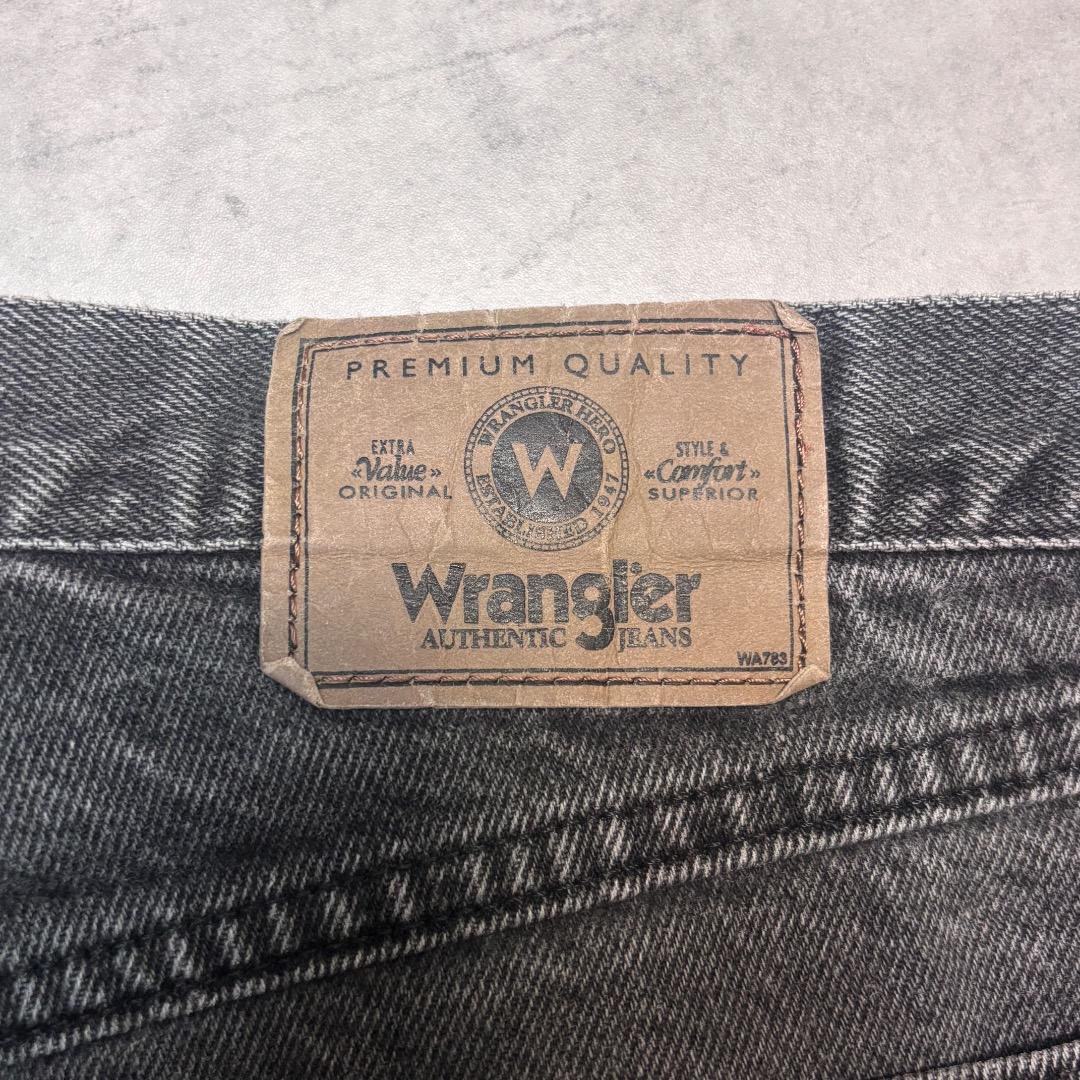 PREMIUM QUALITY
WRANGLER HERO
ESTABLISHED 1947
W
EXTRA
«Value»
ORIGINAL
STYLE &
«Comfort»
SUPERIOR
Wrangler
AUTHENTIC JEANS
WA783